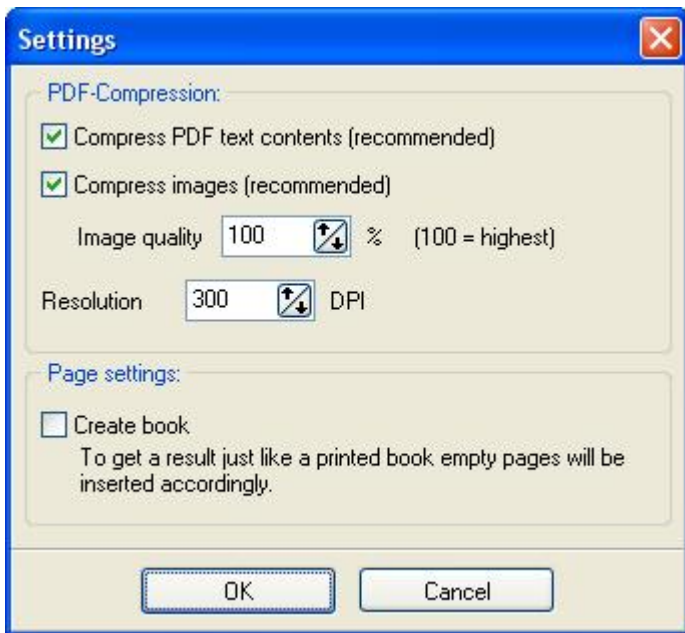 Settings
PDF-Compression:
Compress PDF text contents (recommended)
Compress images (recommended)
Image quality 100 % (100 = highest)
Resolution 300 DPI
Page settings:
Create book
To get a result just like a printed book empty pages will be
inserted accordingly.
OK Cancel